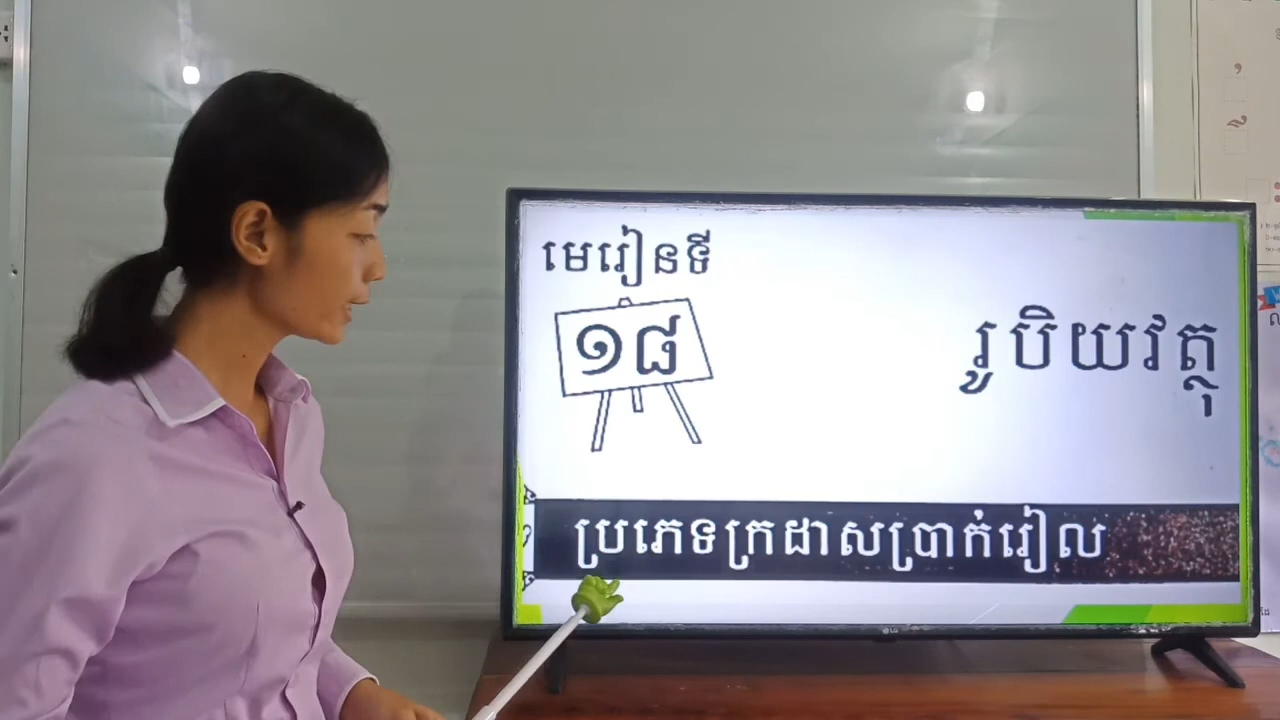 មេរៀនទី
១៨
រូបិយវត្ថុ
ប្រភេទក្រដាសប្រាក់រៀល